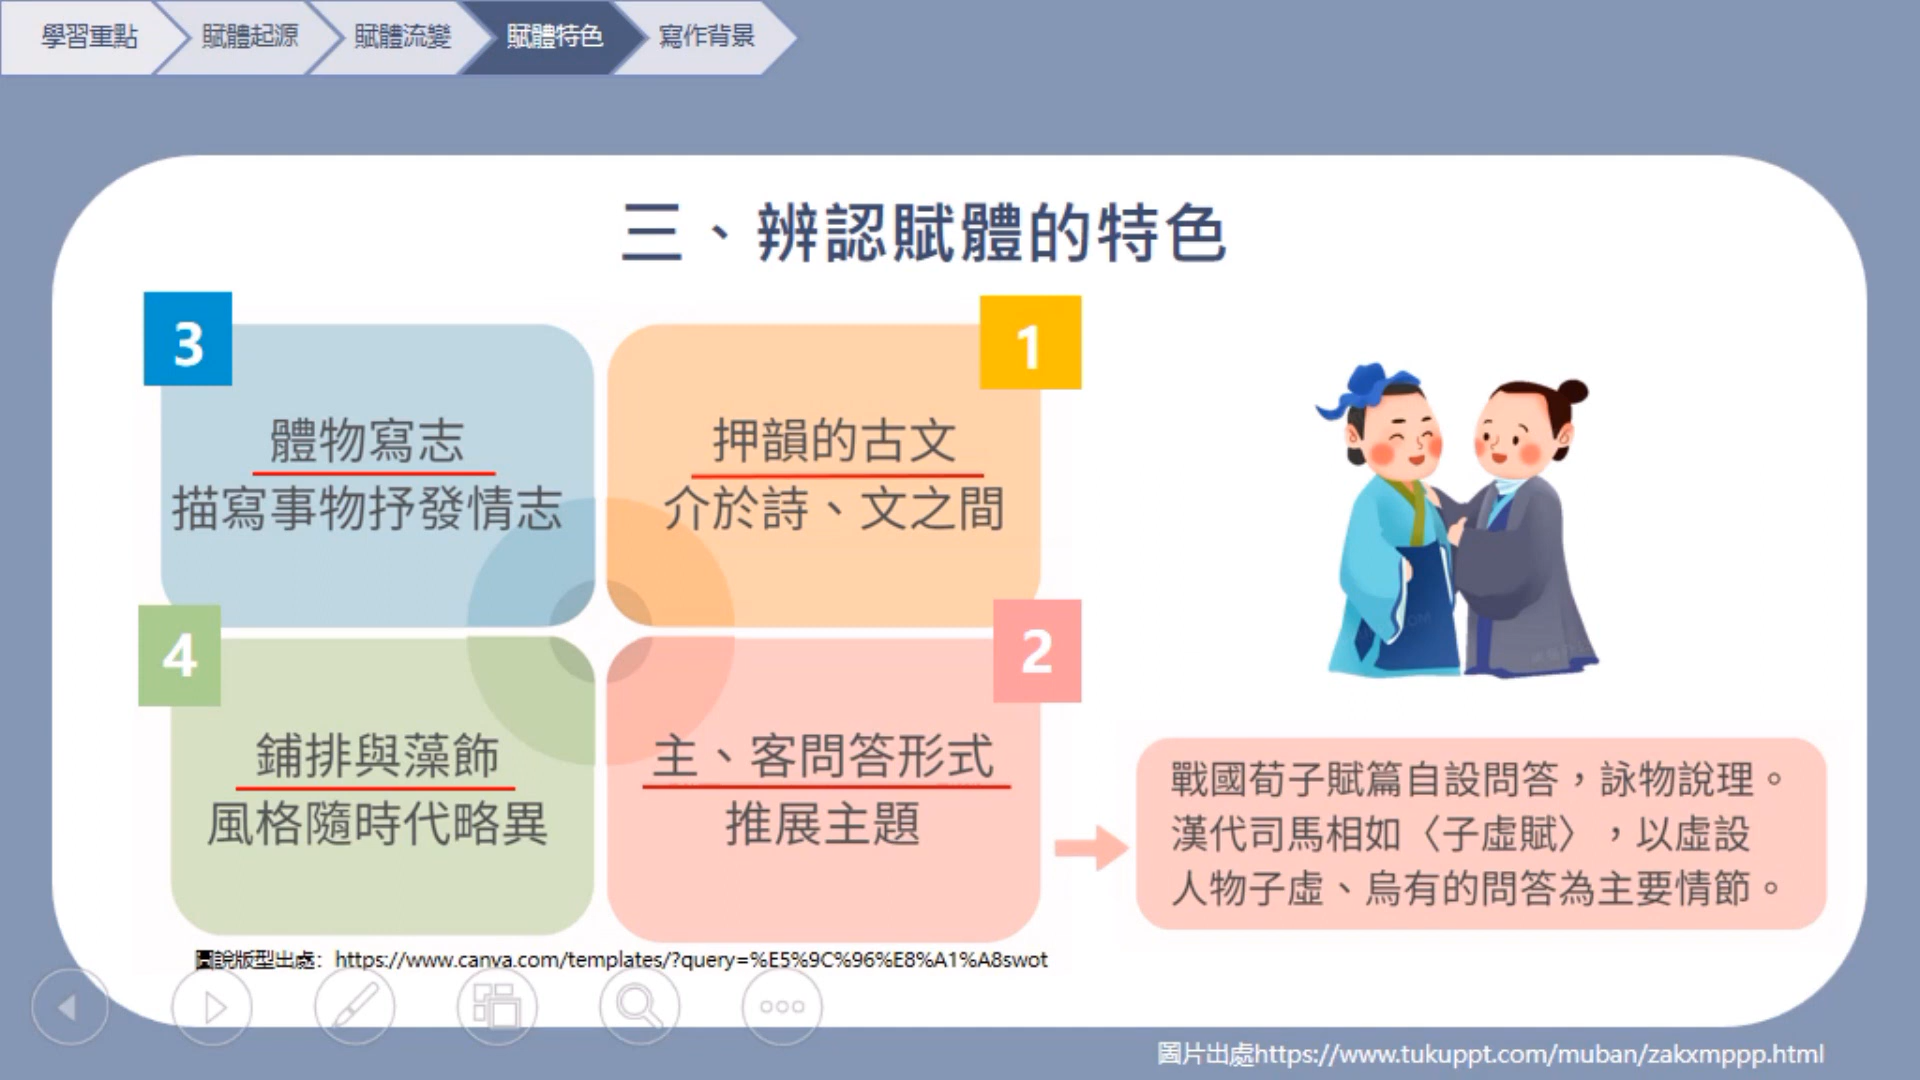 學習重點
賦體起源
賦體流變
賦體特色
寫作背景
三、辨認賦體的特色
3
體物寫志
描寫事物抒發情志
1
押韻的古文
介於詩、文之間
4
鋪排與藻飾
風格隨時代略異
2
主、客問答形式
推展主題
戰國荀子賦篇自設問答，詠物說理。
漢代司馬相如〈子虛賦〉，以虛設
人物子虛、烏有的問答為主要情節。
圖說版型出處：https://www.canva.com/templates/?query=%E5%9C%96%E8%A1%A8swot
圖片出處https://www.tukuppt.com/muban/zakxmppp.html